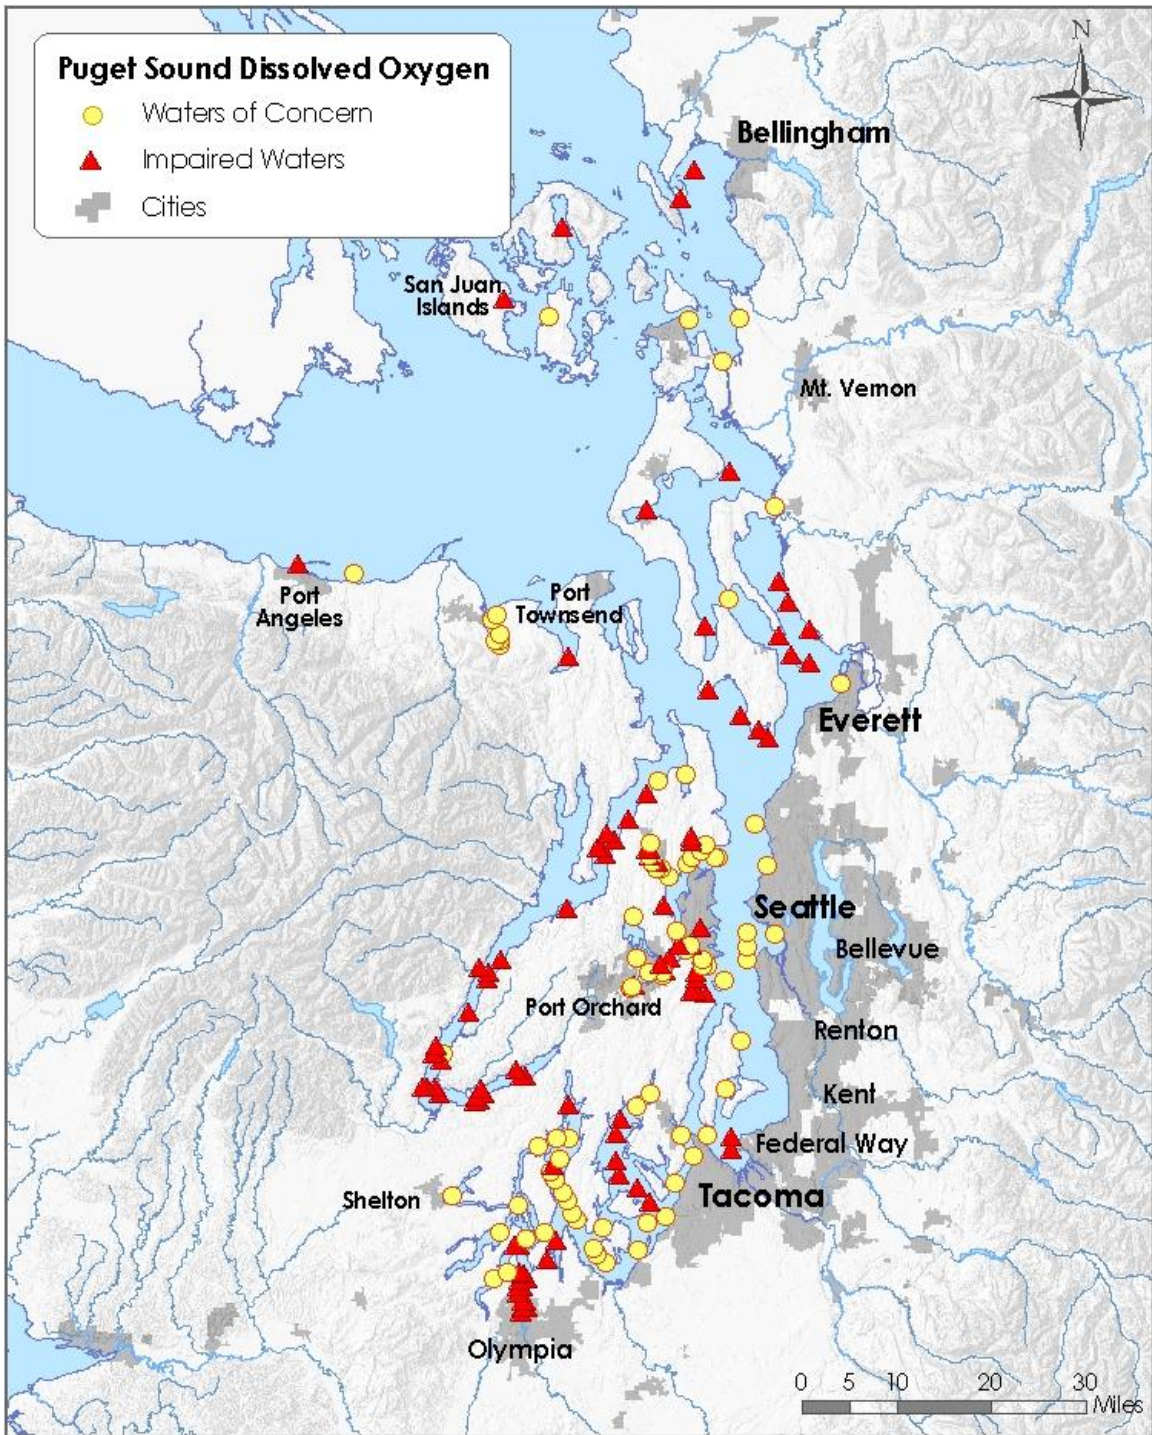 Puget Sound Dissolved Oxygen
Waters of Concern
Impaired Waters
Cities
N
Bellingham
San Juan
Islands
Mt. Vernon
Port
Angeles
Port
Townsend
Everett
Seattle
Bellevue
Port Orchard
Renton
Kent
Federal Way
Tacoma
Shelton
Olympia
0 5 10 20 30
Miles